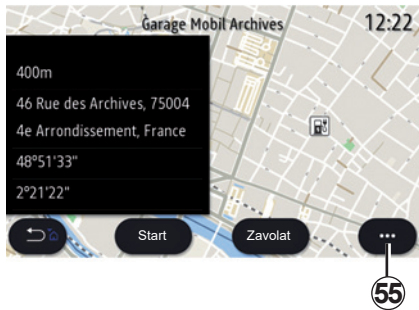 Garage Mobil Archives
12:22
400m
46 Rue des Archives, 75004
4e Arrondissement, France
48°51'33"
2°21'22"
Start
Zavolat
55